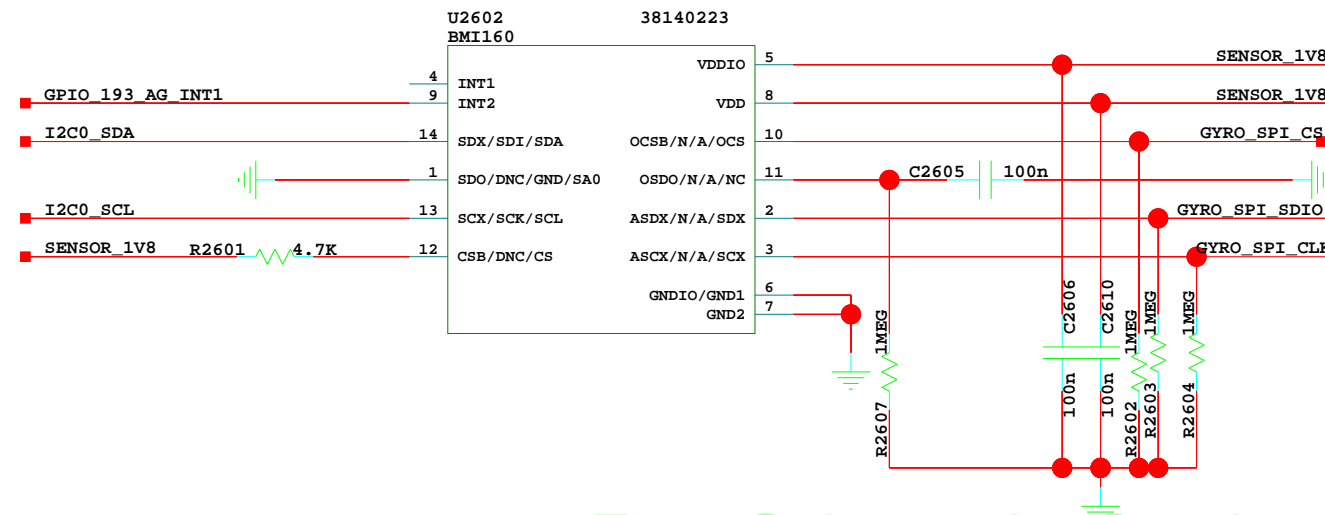 U2602 38140223
BMI160
5 SENSOR_1V8
VDDIO
4 INT1
GPIO_193_AG_INT1 9 INT2 VDD 8 SENSOR_1V8
I2C0_SDA 14 SDX/SDI/SDA OCSB/N/A/OCS 10 GYRO_SPI_CS
1 SDO/DNC/GND/SA0 OSDO/N/A/NC 11 C2605 100n
I2C0_SCL 13 SCX/SCK/SCL ASDX/N/A/SDX 2 GYRO_SPI_SDIO
SENSOR_1V8 R2601 4.7K 12 CSB/DNC/CS ASCX/N/A/SCX 3 GYRO_SPI_CLK
GNDIO/GND1 6
GND2 7
1MEG
R2607
C2606
100n
C2610
100n
1MEG
R2602
1MEG
R2603
1MEG
R2604